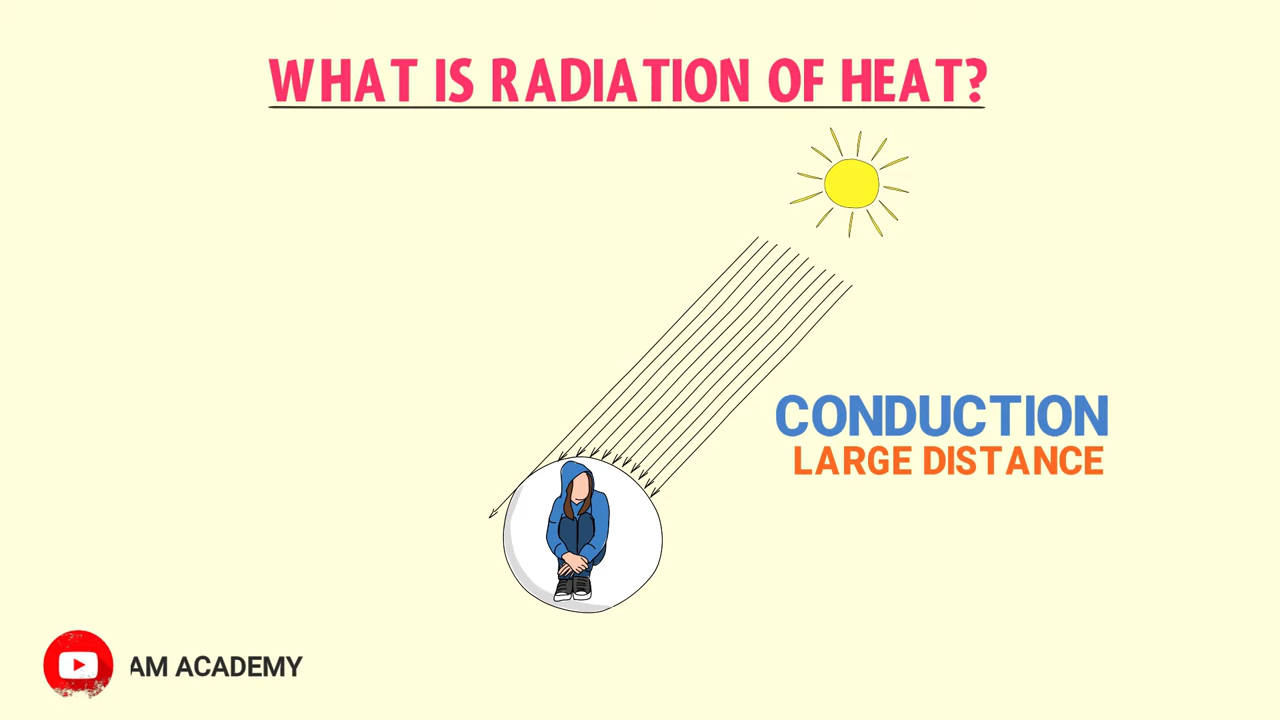 WHAT IS RADIATION OF HEAT?
CONDUCTION
LARGE DISTANCE
AM ACADEMY